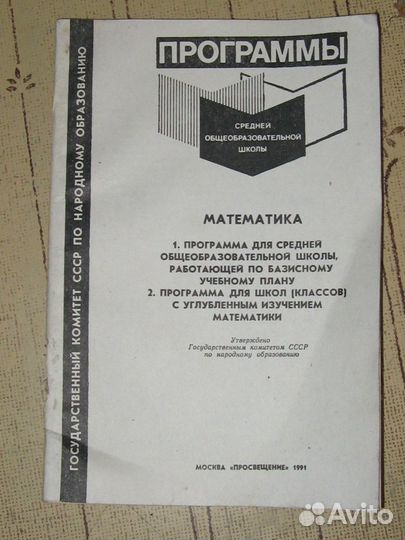 ГОСУДАРСТВЕННЫЙ КОМИТЕТ СССР ПО НАРОДНОМУ ОБРАЗОВАНИЮ
ПРОГРАММЫ
СРЕДНЕЙ
ОБЩЕОБРАЗОВАТЕЛЬНОЙ
ШКОЛЫ
МАТЕМАТИКА
1. ПРОГРАММА ДЛЯ СРЕДНЕЙ
ОБЩЕОБРАЗОВАТЕЛЬНОЙ ШКОЛЫ,
РАБОТАЮЩЕЙ ПО БАЗИСНОМУ
УЧЕБНОМУ ПЛАНУ
2. ПРОГРАММА ДЛЯ ШКОЛ (КЛАССОВ)
С УГЛУБЛЕННЫМ ИЗУЧЕНИЕМ
МАТЕМАТИКИ
Утверждено
Государственным комитетом СССР
по народному образованию
МОСКВА «ПРОСВЕЩЕНИЕ» 1991
Avito